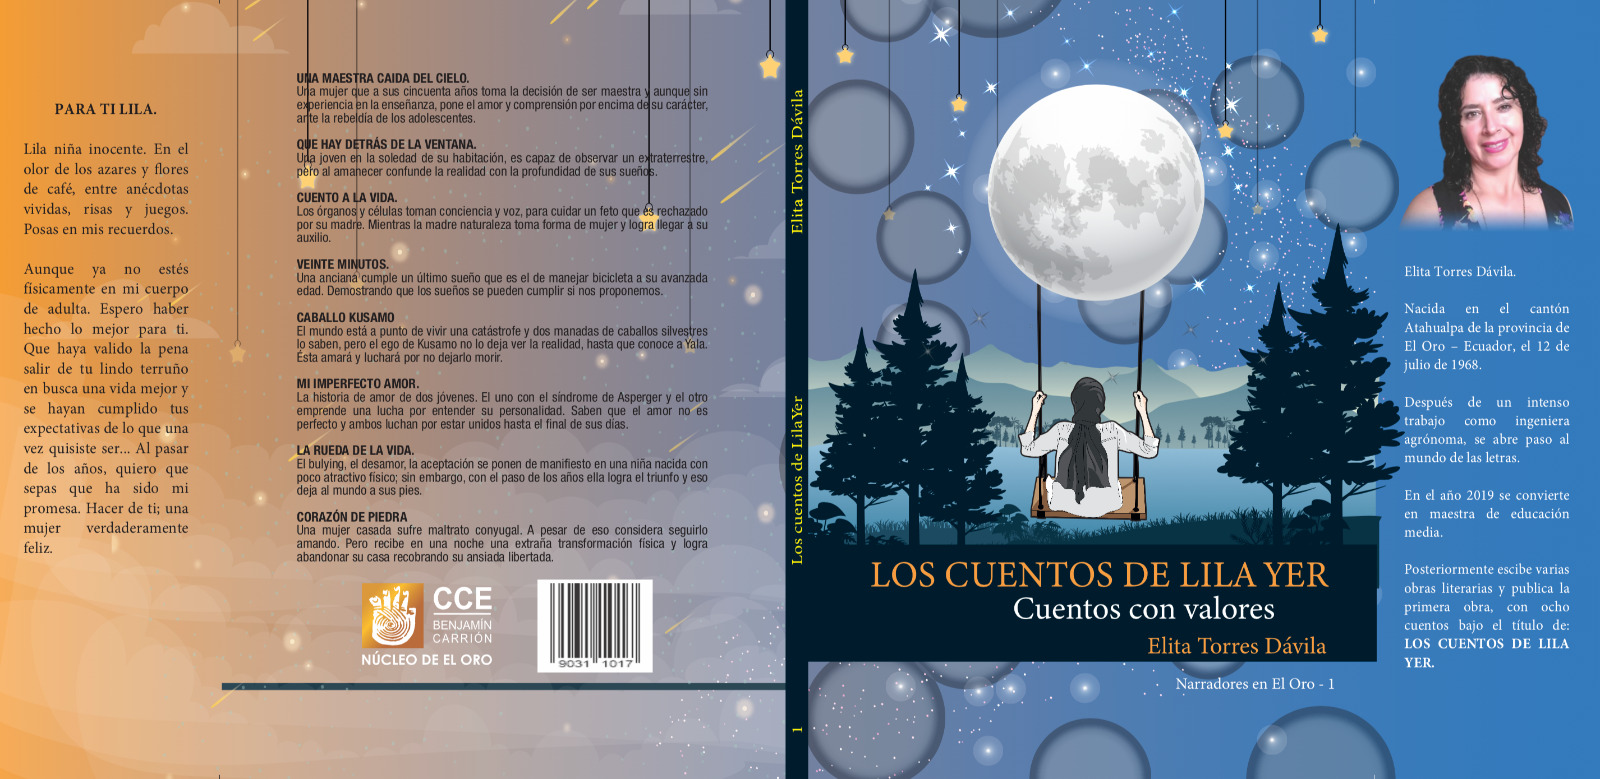 PARA TI LILA.
Lila niña inocente. En el
olor de los azares y flores
de café, entre anécdotas
vividas, risas y juegos.
Posas en mis recuerdos.
Aunque ya no estés
físicamente en mi cuerpo
de adulta. Espero haber
hecho lo mejor para ti.
Que haya valido la pena
salir de tu lindo terruño
en busca una vida mejor y
se hayan cumplido tus
expectativas de lo que una
vez quisiste ser... Al pasar
de los años, quiero que
sepas que ha sido mi
promesa. Hacer de ti; una
mujer verdaderamente
feliz.
UNA MAESTRA CAIDA DEL CIELO.
Una mujer que a sus cincuenta años toma la decisión de ser maestra y aunque sin
experiencia en la enseñanza, pone el amor y comprensión por encima de su carácter,
ante la rebeldía de los adolescentes.
QUE HAY DETRÁS DE LA VENTANA.
Una joven en la soledad de su habitación, es capaz de observar un extraterrestre,
pero al amanecer confunde la realidad con la profundidad de sus sueños.
CUENTO A LA VIDA.
Los órganos y células toman conciencia y voz, para cuidar un feto que es rechazado
por su madre. Mientras la madre naturaleza toma forma de mujer y logra llegar a su
auxilio.
VEINTE MINUTOS.
Una anciana cumple un último sueño que es el de manejar bicicleta a su avanzada
edad. Demostrando que los sueños se pueden cumplir si nos proponemos.
CABALLO KUSAMO
El mundo está a punto de vivir una catástrofe y dos manadas de caballos silvestres
lo saben, pero el ego de Kusamo no lo deja ver la realidad, hasta que conoce a Yala.
Ésta amará y luchará por no dejarlo morir.
MI IMPERFECTO AMOR.
La historia de amor de dos jóvenes. El uno con el síndrome de Asperger y el otro
emprende una lucha por entender su personalidad. Saben que el amor no es
perfecto y ambos luchan por estar unidos hasta el final de sus días.
LA RUEDA DE LA VIDA.
El bulying, el desamor, la aceptación se ponen de manifiesto en una niña nacida con
poco atractivo físico; sin embargo, con el paso de los años ella logra el triunfo y eso
deja al mundo a sus pies.
CORAZÓN DE PIEDRA
Una mujer casada sufre maltrato conyugal. A pesar de eso considera seguirlo
amando. Pero recibe en una noche una extraña transformación física y logra
abandonar su casa recobrando su ansiada libertada.
CCE
BENJAMÍN
CARRIÓN
NÚCLEO DE EL ORO
9031 1017
Elita Torres Dávila
Los cuentos de LilaYer
1
LOS CUENTOS DE LILA YER
Cuentos con valores
Elita Torres Dávila
Narradores en El Oro - 1
Elita Torres Dávila.
Nacida en el cantón
Atahualpa de la provincia de
El Oro – Ecuador, el 12 de
julio de 1968.
Después de un intenso
trabajo como ingeniera
agrónoma, se abre paso al
mundo de las letras.
En el año 2019 se convierte
en maestra de educación
media.
Posteriormente escibe varias
obras literarias y publica la
primera obra, con ocho
cuentos bajo el título de:
LOS CUENTOS DE LILA
YER.